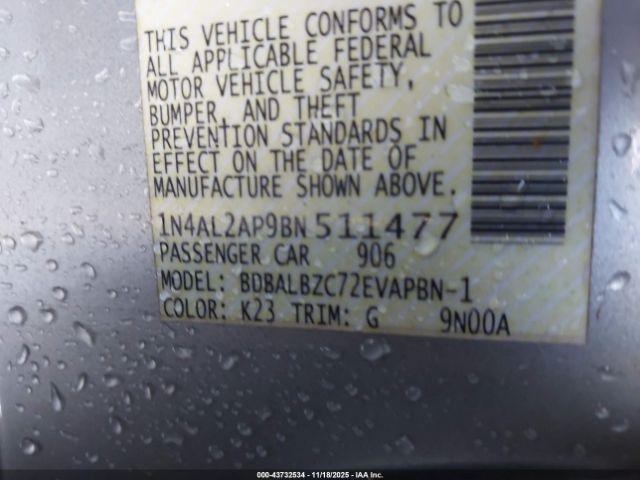 THIS VEHICLE CONFORMS TO
ALL APPLICABLE FEDERAL
MOTOR VEHICLE SAFETY,
BUMPER, AND THEFT
PREVENTION STANDARDS IN
EFFECT ON THE DATE OF
MANUFACTURE SHOWN ABOVE.
1N4AL2AP9BN 511477
PASSENGER CAR 906
MODEL: BDBALBZC72EVAPBN-1
COLOR: K23 TRIM: G 9N00A
000-43732534 - 11/18/2025 - IAA Inc.